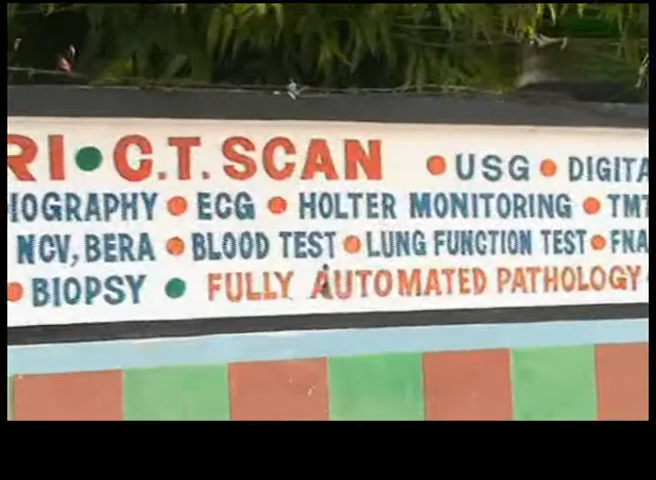 RI • C.T. SCAN • USG • DIGITA
IOGRAPHY • ECG • HOLTER MONITORING • TMT
NCV, BERA • BLOOD TEST • LUNG FUNCTION TEST • FNA
• BIOPSY • FULLY AUTOMATED PATHOLOGY